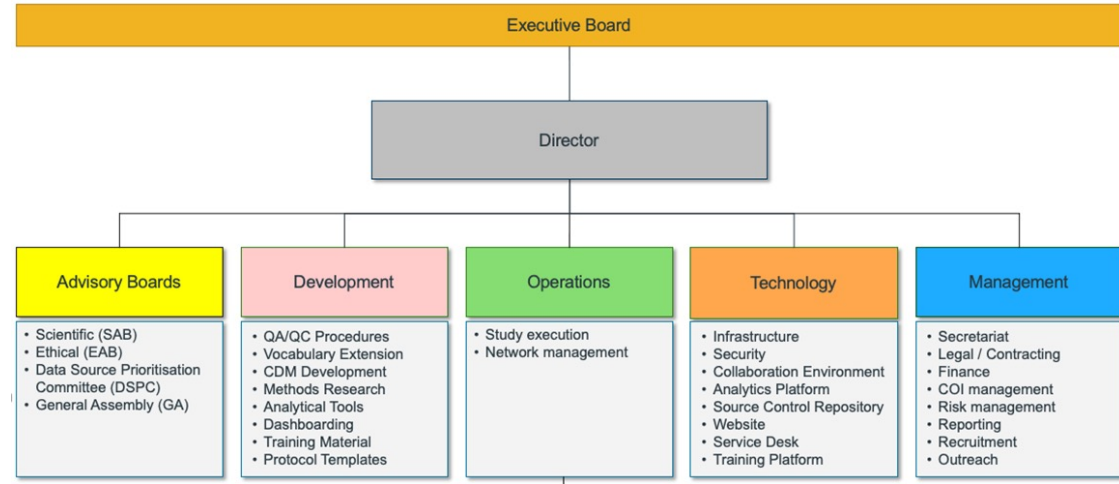 Executive Board
Director
Advisory Boards
• Scientific (SAB)
• Ethical (EAB)
• Data Source Prioritisation
Committee (DSPC)
• General Assembly (GA)
Development
• QA/QC Procedures
• Vocabulary Extension
• CDM Development
• Methods Research
• Analytical Tools
• Dashboarding
• Training Material
• Protocol Templates
Operations
• Study execution
• Network management
Technology
• Infrastructure
• Security
• Collaboration Environment
• Analytics Platform
• Source Control Repository
• Website
• Service Desk
• Training Platform
Management
• Secretariat
• Legal / Contracting
• Finance
• COI management
• Risk management
• Reporting
• Recruitment
• Outreach